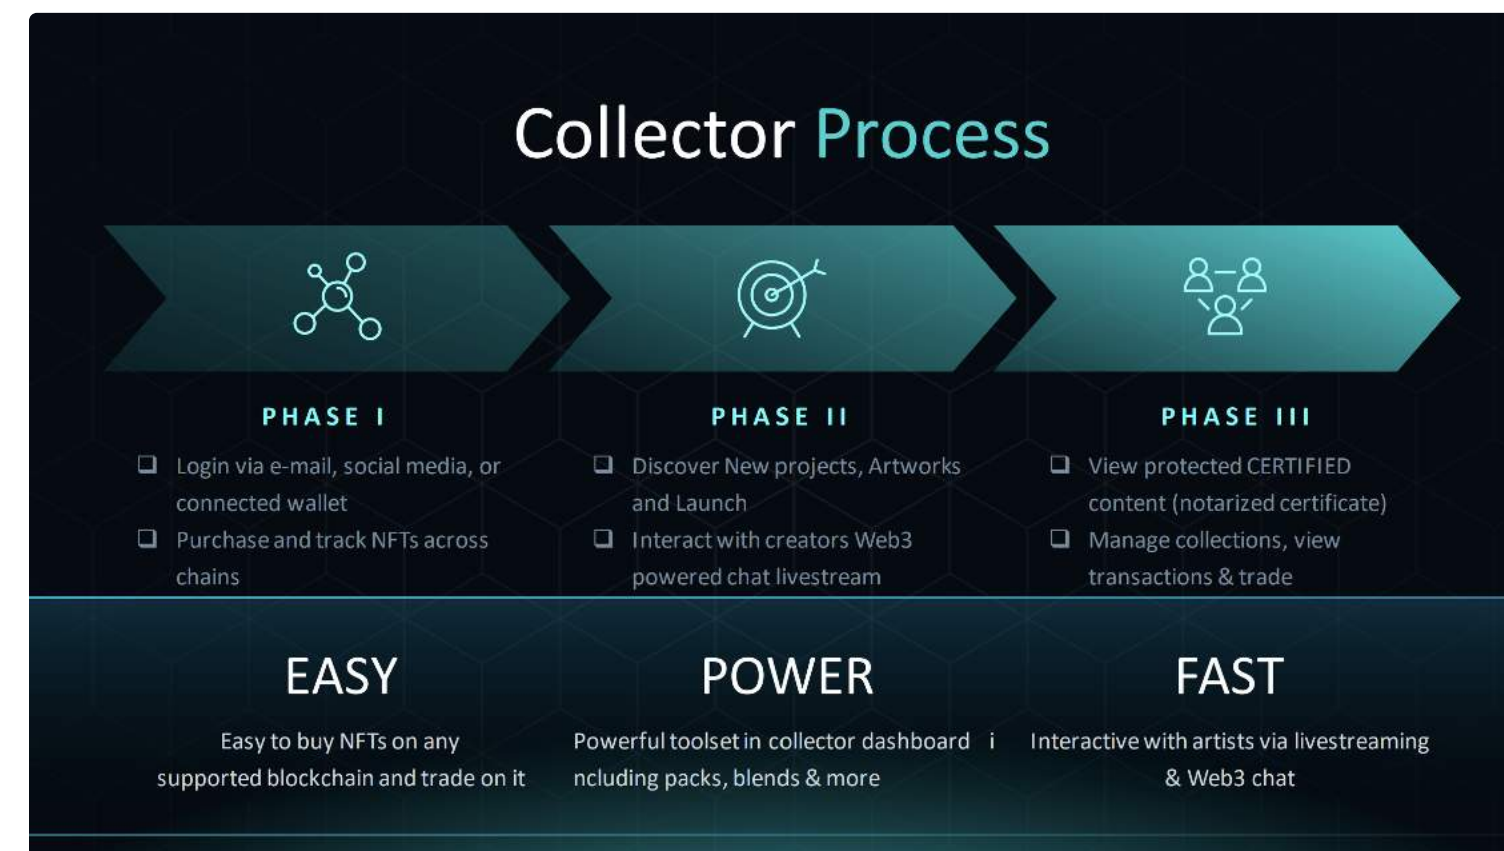 Collector Process
PHASE I
❑ Login via e-mail, social media, or
connected wallet
❑ Purchase and track NFTs across
chains
PHASE II
❑ Discover New projects, Artworks
and Launch
❑ Interact with creators Web3
powered chat livestream
PHASE III
❑ View protected CERTIFIED
content (notarized certificate)
❑ Manage collections, view
transactions & trade
EASY
Easy to buy NFTs on any
supported blockchain and trade on it
POWER
Powerful toolset in collector dashboard i
ncluding packs, blends & more
FAST
Interactive with artists via livestreaming
& Web3 chat